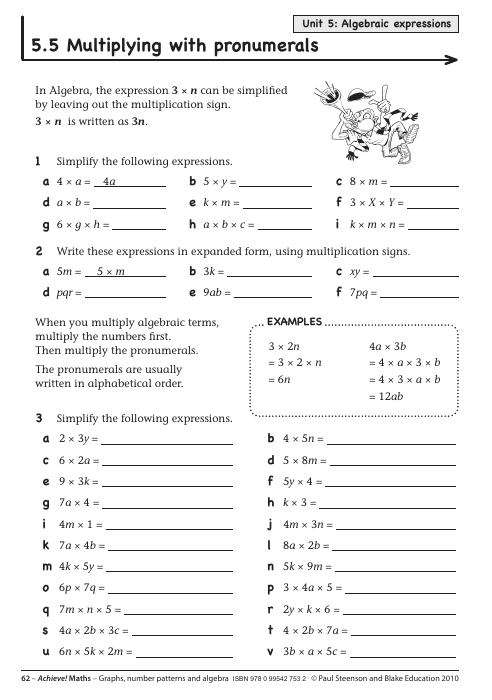 Unit 5: Algebraic expressions
5.5 Multiplying with pronumerals
In Algebra, the expression 3 × n can be simplified
by leaving out the multiplication sign.
3 × n is written as 3n.
1 Simplify the following expressions.
a 4 × a = 4a
b 5 × y =
c 8 × m =
d a × b =
e k × m =
f 3 × X × Y =
g 6 × g × h =
h a × b × c =
i k × m × n =
2 Write these expressions in expanded form, using multiplication signs.
a 5m = 5 × m
b 3k =
c xy =
d pqr =
e 9ab =
f 7pq =
When you multiply algebraic terms,
multiply the numbers first.
Then multiply the pronumerals.
The pronumerals are usually
written in alphabetical order.
EXAMPLES
3 × 2n
= 3 × 2 × n
= 6n
4a × 3b
= 4 × a × 3 × b
= 4 × 3 × a × b
= 12ab
3 Simplify the following expressions.
a 2 × 3y =
b 4 × 5n =
c 6 × 2a =
d 5 × 8m =
e 9 × 3k =
f 5y × 4 =
g 7a × 4 =
h k × 3 =
i 4m × 1 =
j 4m × 3n =
k 7a × 4b =
l 8a × 2b =
m 4k × 5y =
n 5k × 9m =
o 6p × 7q =
p 3 × 4a × 5 =
q 7m × n × 5 =
r 2y × k × 6 =
s 4a × 2b × 3c =
t 4 × 2b × 7a =
u 6n × 5k × 2m =
v 3b × a × 5c =
62 – Achieve! Maths – Graphs, number patterns and algebra ISBN 978 0 99542 753 2 © Paul Steenson and Blake Education 2010